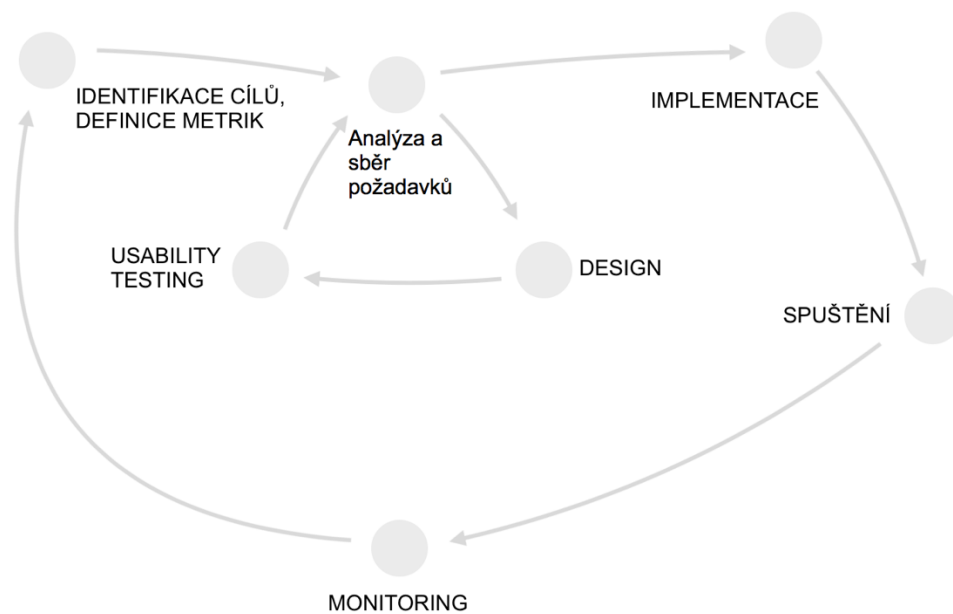 IDENTIFIKACE CÍLŮ,
DEFINICE METRIK
Analýza a
sběr
požadavků
IMPLEMENTACE
USABILITY
TESTING
DESIGN
SPUŠTĚNÍ
MONITORING